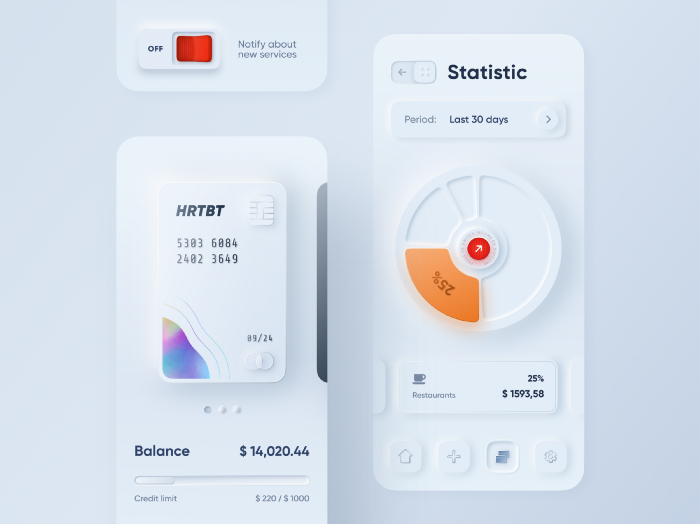 OFF
Notify about
new services
HRTBT
5303 6084
2402 3649
09/24
Balance
$ 14,020.44
Credit limit
$ 220 / $ 1000
Statistic
Period:
Last 30 days
25%
25%
Restaurants
$ 1593,58